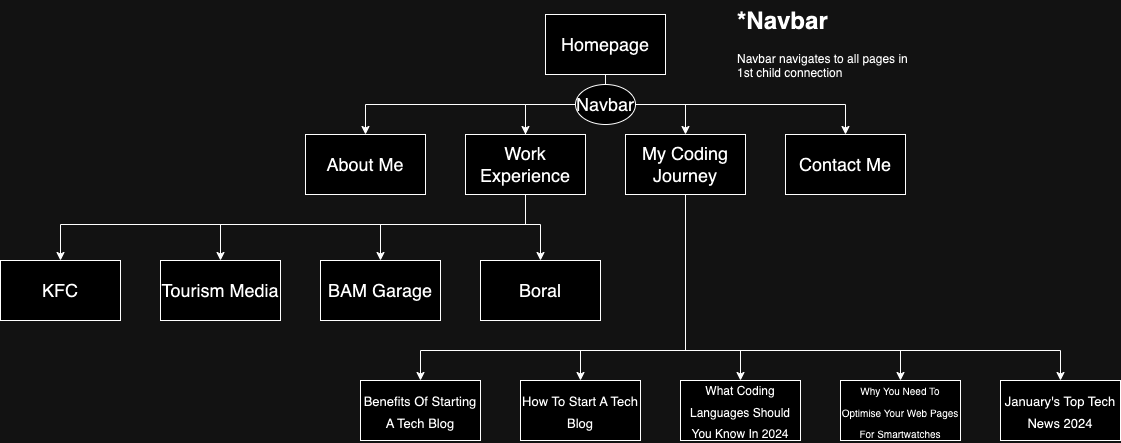 *Navbar
Homepage
Navbar navigates to all pages in
1st child connection
Navbar
About Me
Work
Experience
My Coding
Journey
Contact Me
KFC
Tourism Media
BAM Garage
Boral
Benefits Of Starting
A Tech Blog
How To Start A Tech
Blog
What Coding
Languages Should
You Know In 2024
Why You Need To
Optimise Your Web Pages
For Smartwatches
January's Top Tech
News 2024